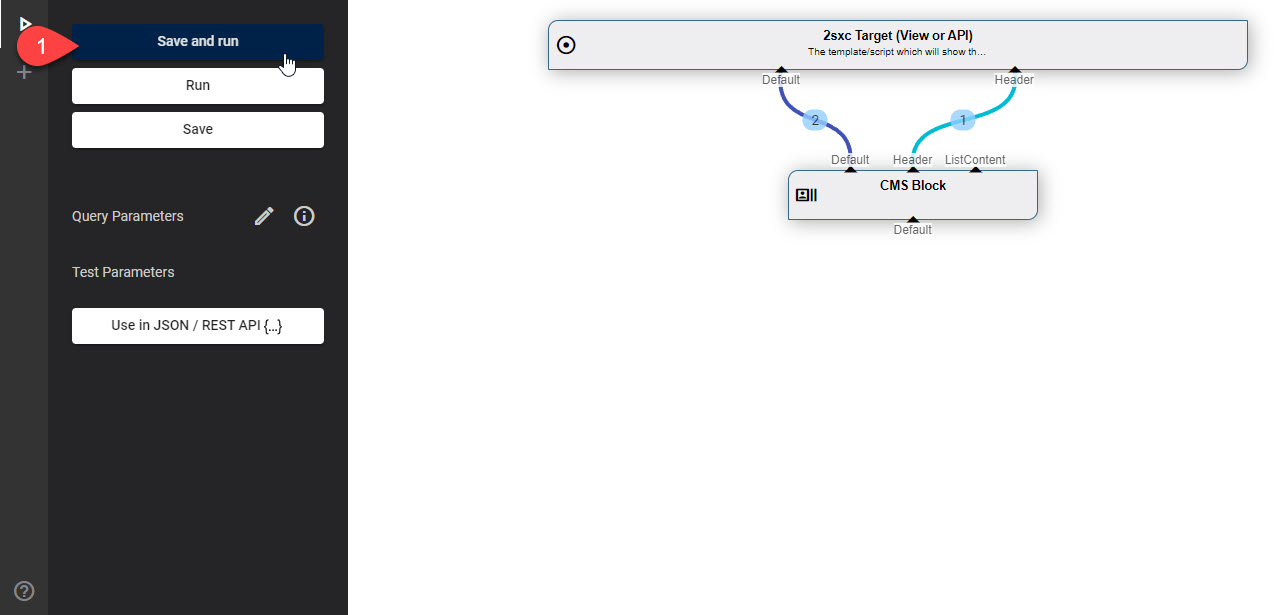 1
Save and run
Run
Save
Query Parameters
Test Parameters
Use in JSON / REST API {...}
2sxc Target (View or API)
The template/script which will show th...
Default
Header
2
1
Default
Header
ListContent
CMS Block
Default